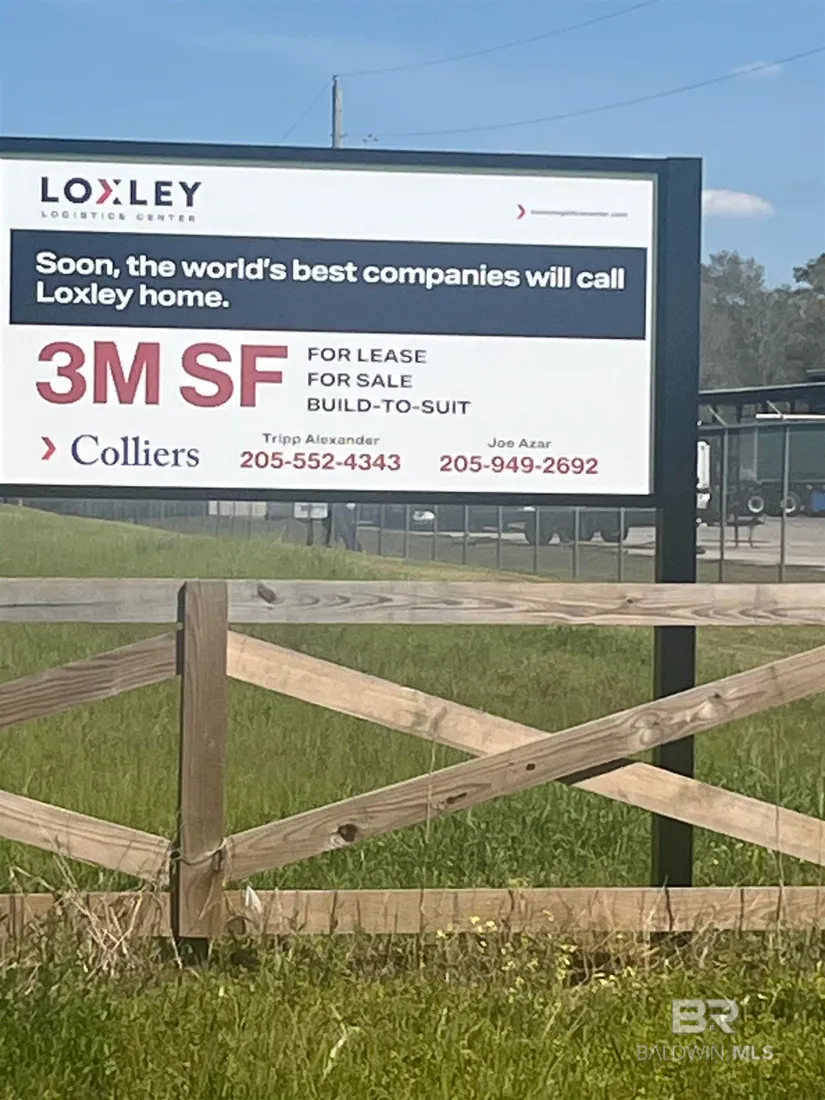 LOXLEY
LOGISTICS CENTER
Soon, the world's best companies will call
Loxley home.
3M SF
FOR LEASE
FOR SALE
BUILD-TO-SUIT
Colliers
Tripp Alexander
205-552-4343
Joe Azar
205-949-2692
BR
BALDWIN MLS